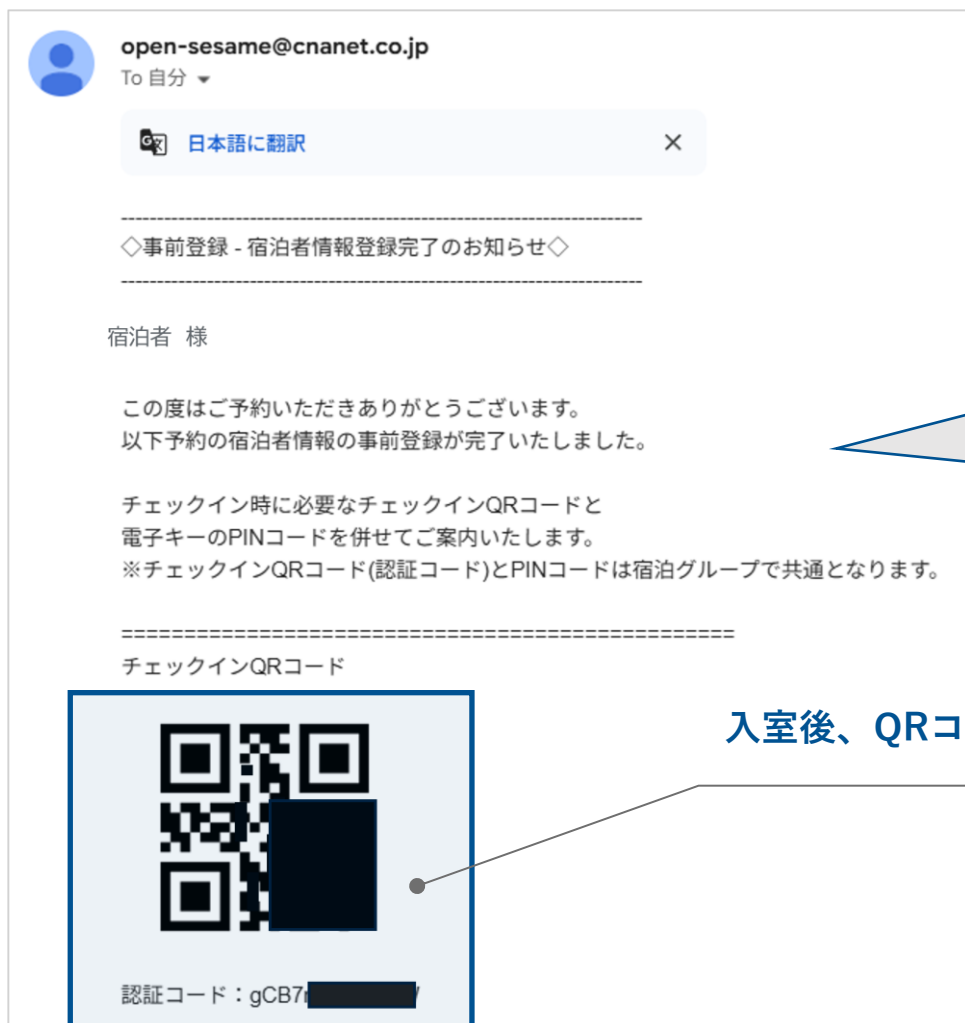 open-sesame@cnanet.co.jp
To 自分
日本語に翻訳
-------------------------------------------------------------------------
◇事前登録 - 宿泊者情報登録完了のお知らせ◇
-------------------------------------------------------------------------
宿泊者 様
この度はご予約いただきありがとうございます。
以下予約の宿泊者情報の事前登録が完了いたしました。
チェックイン時に必要なチェックインQRコードと
電子キーのPINコードを併せてご案内いたします。
※チェックインQRコード(認証コード)とPINコードは宿泊グループで共通となります。
=================================================
チェックインQRコード
入室後、QRコ
認証コード：gCB7